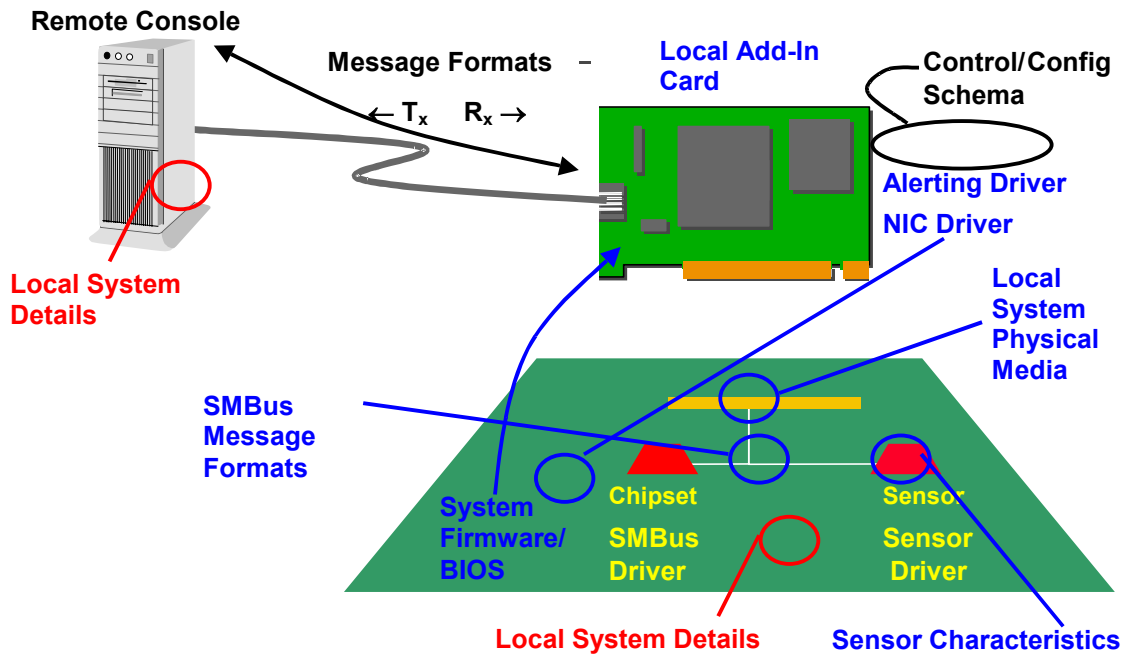 Remote Console
Message Formats –
← Tx Rx →
Local Add-In
Card
Control/Config
Schema
Alerting Driver
NIC Driver
Local System
Details
Local
System
Physical
Media
SMBus
Message
Formats
System
Firmware/
BIOS
Chipset
SMBus
Driver
Sensor
Sensor
Driver
Local System Details
Sensor Characteristics